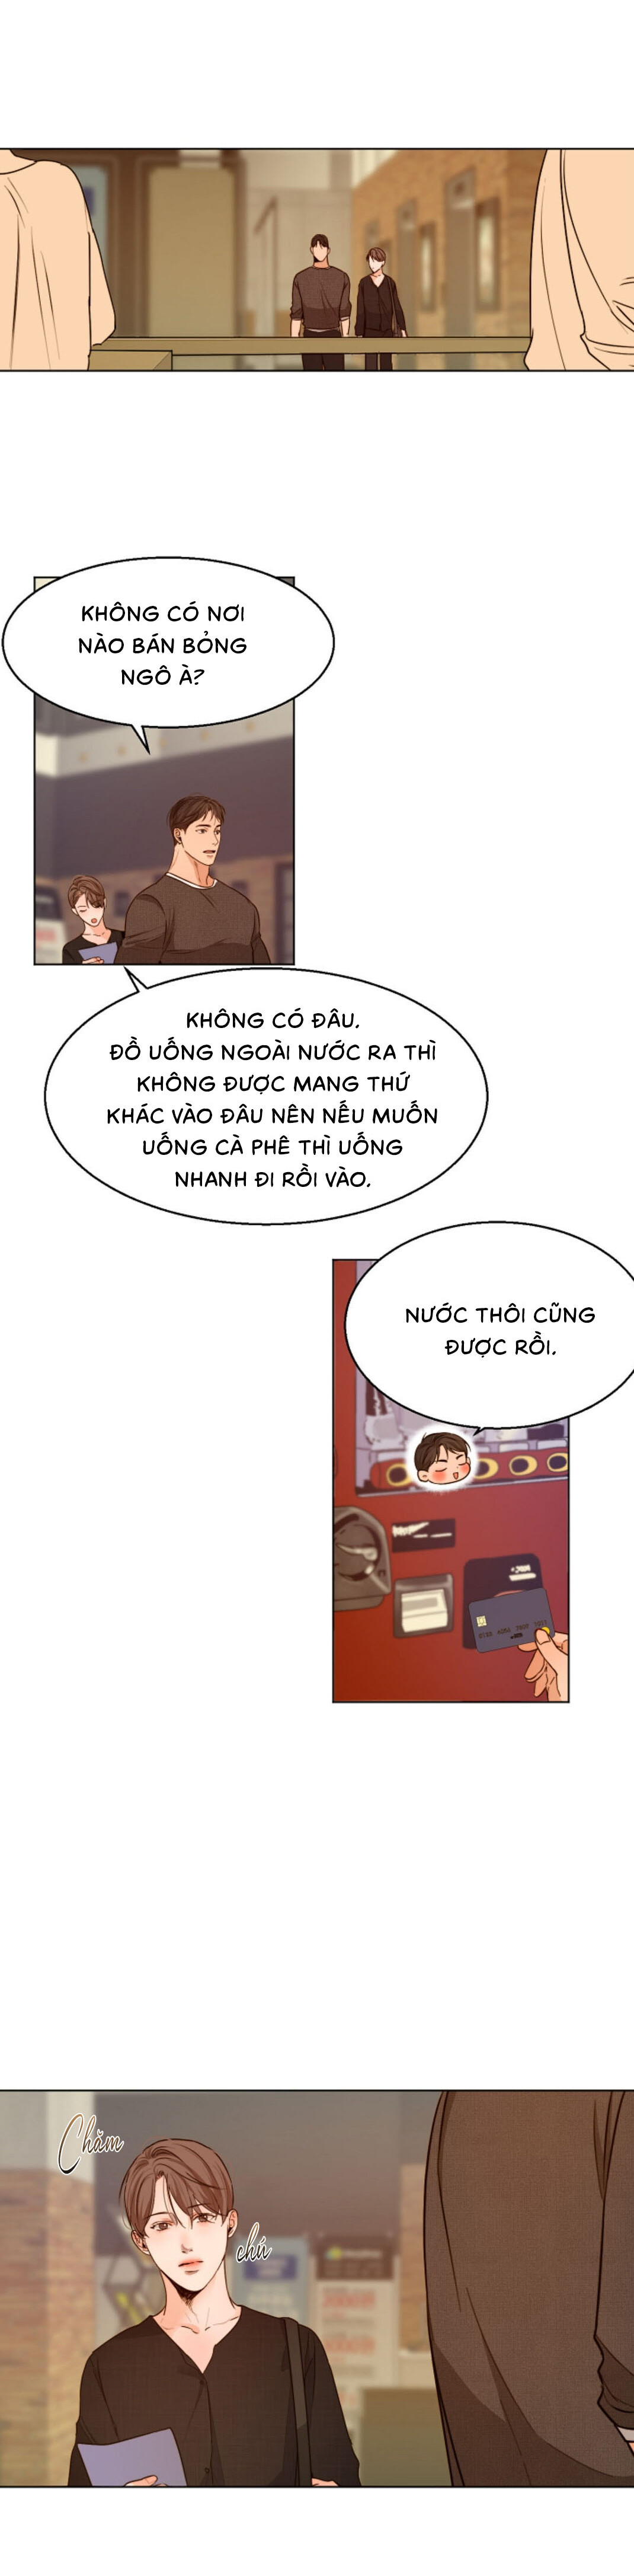 KHÔNG CÓ NƠI
NÀO BÁN BỎNG
NGÔ À?
KHÔNG CÓ ĐÂU.
ĐỒ UỐNG NGOÀI NƯỚC RA THÌ
KHÔNG ĐƯỢC MANG THỨ
KHÁC VÀO ĐÂU NÊN NẾU MUỐN
UỐNG CÀ PHÊ THÌ UỐNG
NHANH ĐI RỒI VÀO.
NƯỚC THÔI CŨNG
ĐƯỢC RỒI.
Chăm
chú